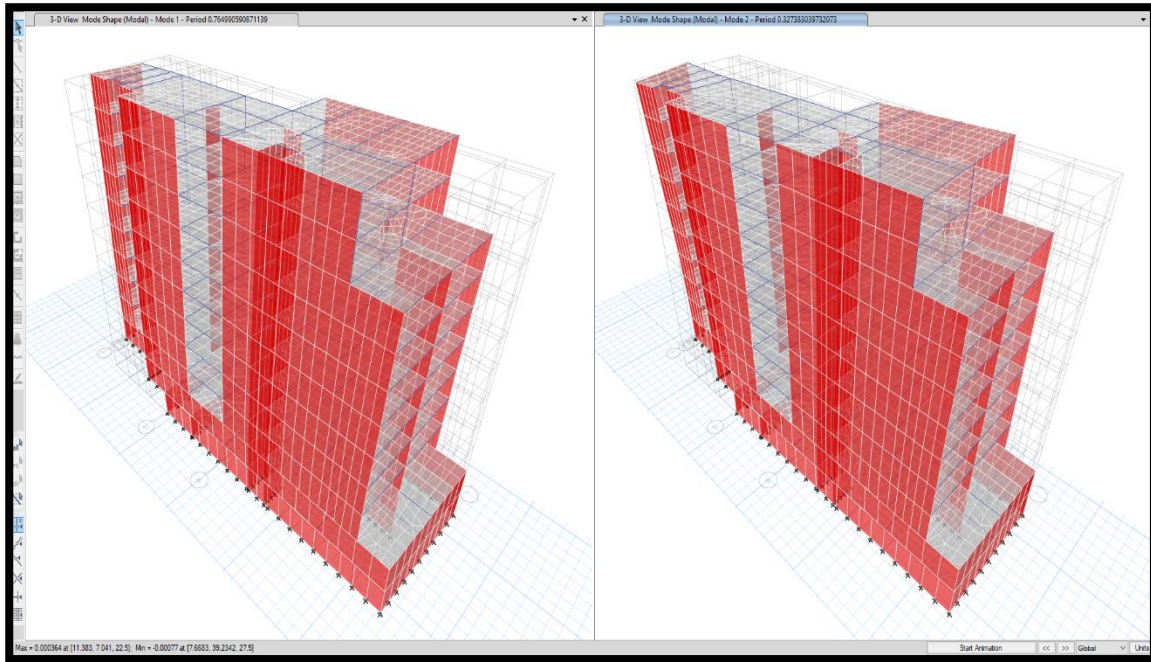 3-D View Mode Shape (Modal) - Mode 1 - Period 0.764990590871139
3-D View Mode Shape (Modal) - Mode 2 - Period 0.327383039732073
Max = 0.000364 at [11.383, 7.041, 22.5]; Min = -0.00077 at [7.6683, 39.2342, 27.5]
Start Animation << >> Global Units